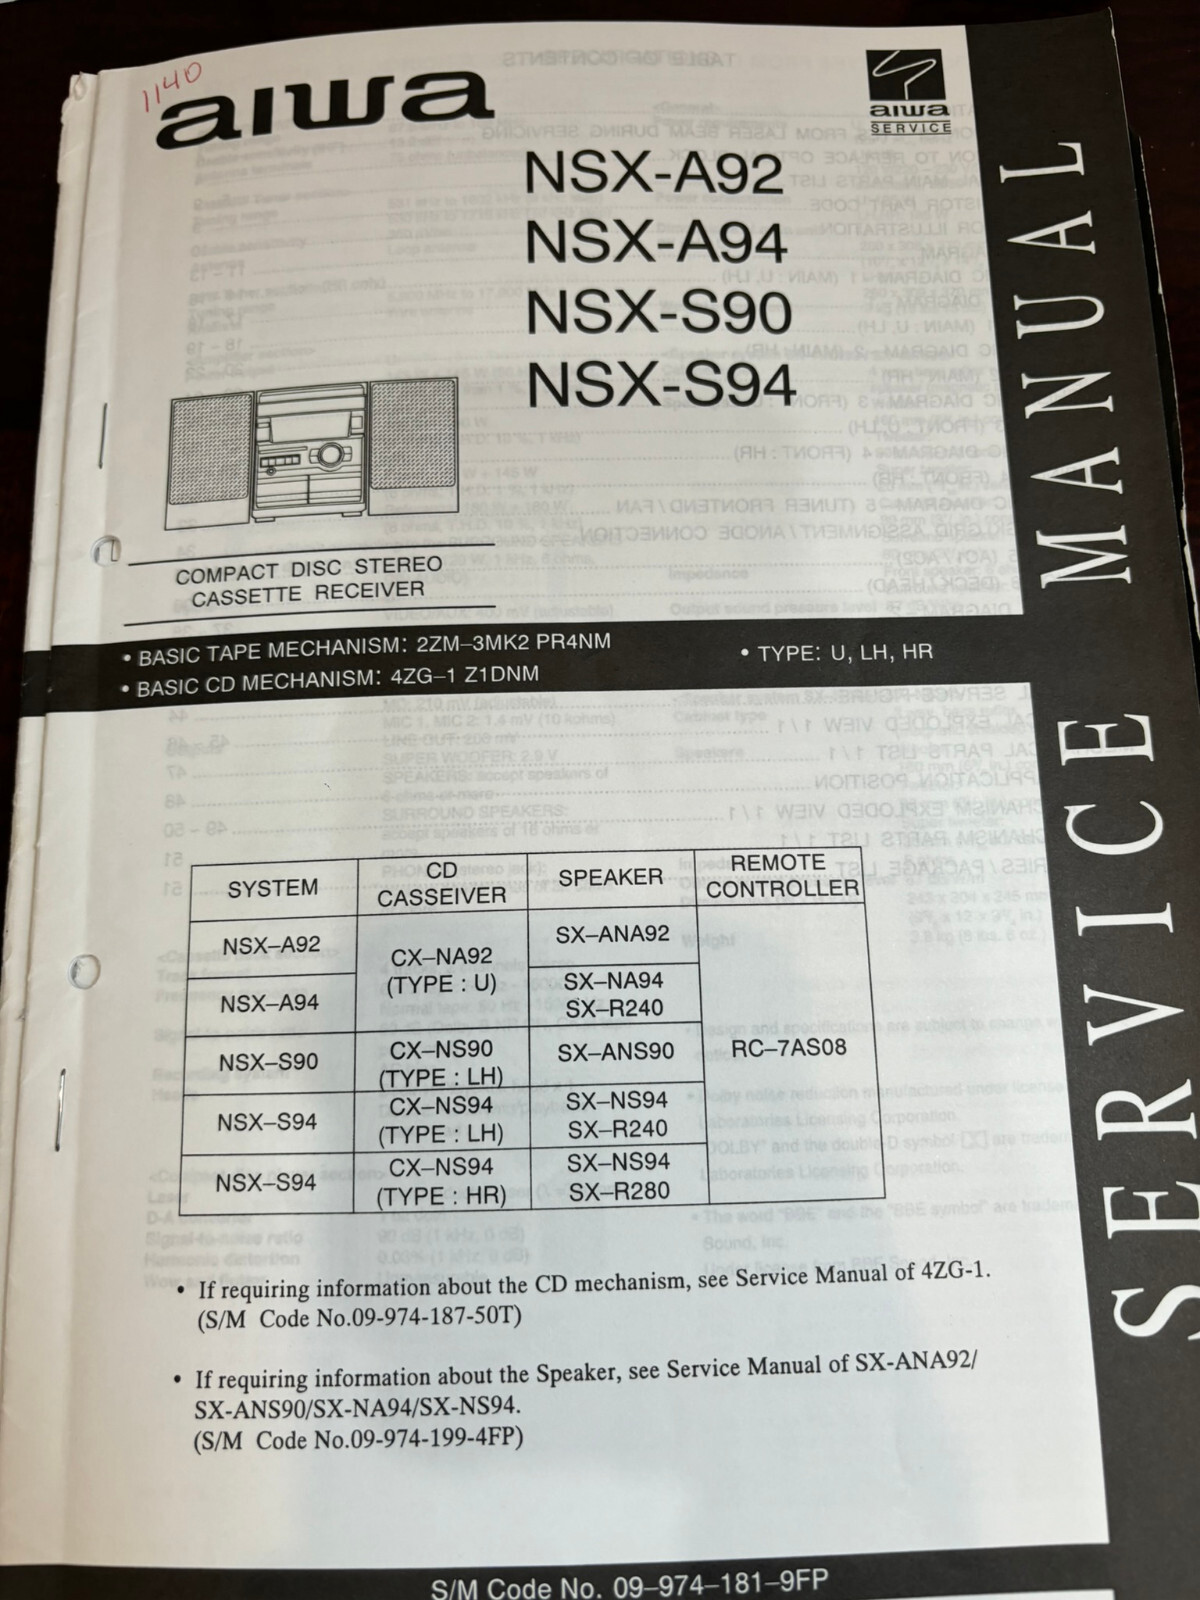 1140
aiwa
aiwa
SERVICE
NSX-A92
NSX-A94
NSX-S90
NSX-S94
SERVICE MANUAL
COMPACT DISC STEREO
CASSETTE RECEIVER
• BASIC TAPE MECHANISM: 2ZM–3MK2 PR4NM
• BASIC CD MECHANISM: 4ZG–1 Z1DNM
• TYPE: U, LH, HR
SYSTEM
CD
CASSEIVER
SPEAKER
REMOTE
CONTROLLER
NSX–A92
CX–NA92
(TYPE : U)
SX–ANA92
NSX–A94
SX–NA94
SX–R240
NSX–S90
CX–NS90
(TYPE : LH)
SX–ANS90
RC–7AS08
NSX–S94
CX–NS94
(TYPE : LH)
SX–NS94
SX–R240
NSX–S94
CX–NS94
(TYPE : HR)
SX–NS94
SX–R280
• If requiring information about the CD mechanism, see Service Manual of 4ZG-1.
(S/M Code No.09-974-187-50T)
• If requiring information about the Speaker, see Service Manual of SX-ANA92/
SX-ANS90/SX-NA94/SX-NS94.
(S/M Code No.09-974-199-4FP)
S/M Code No. 09–974–181–9FP